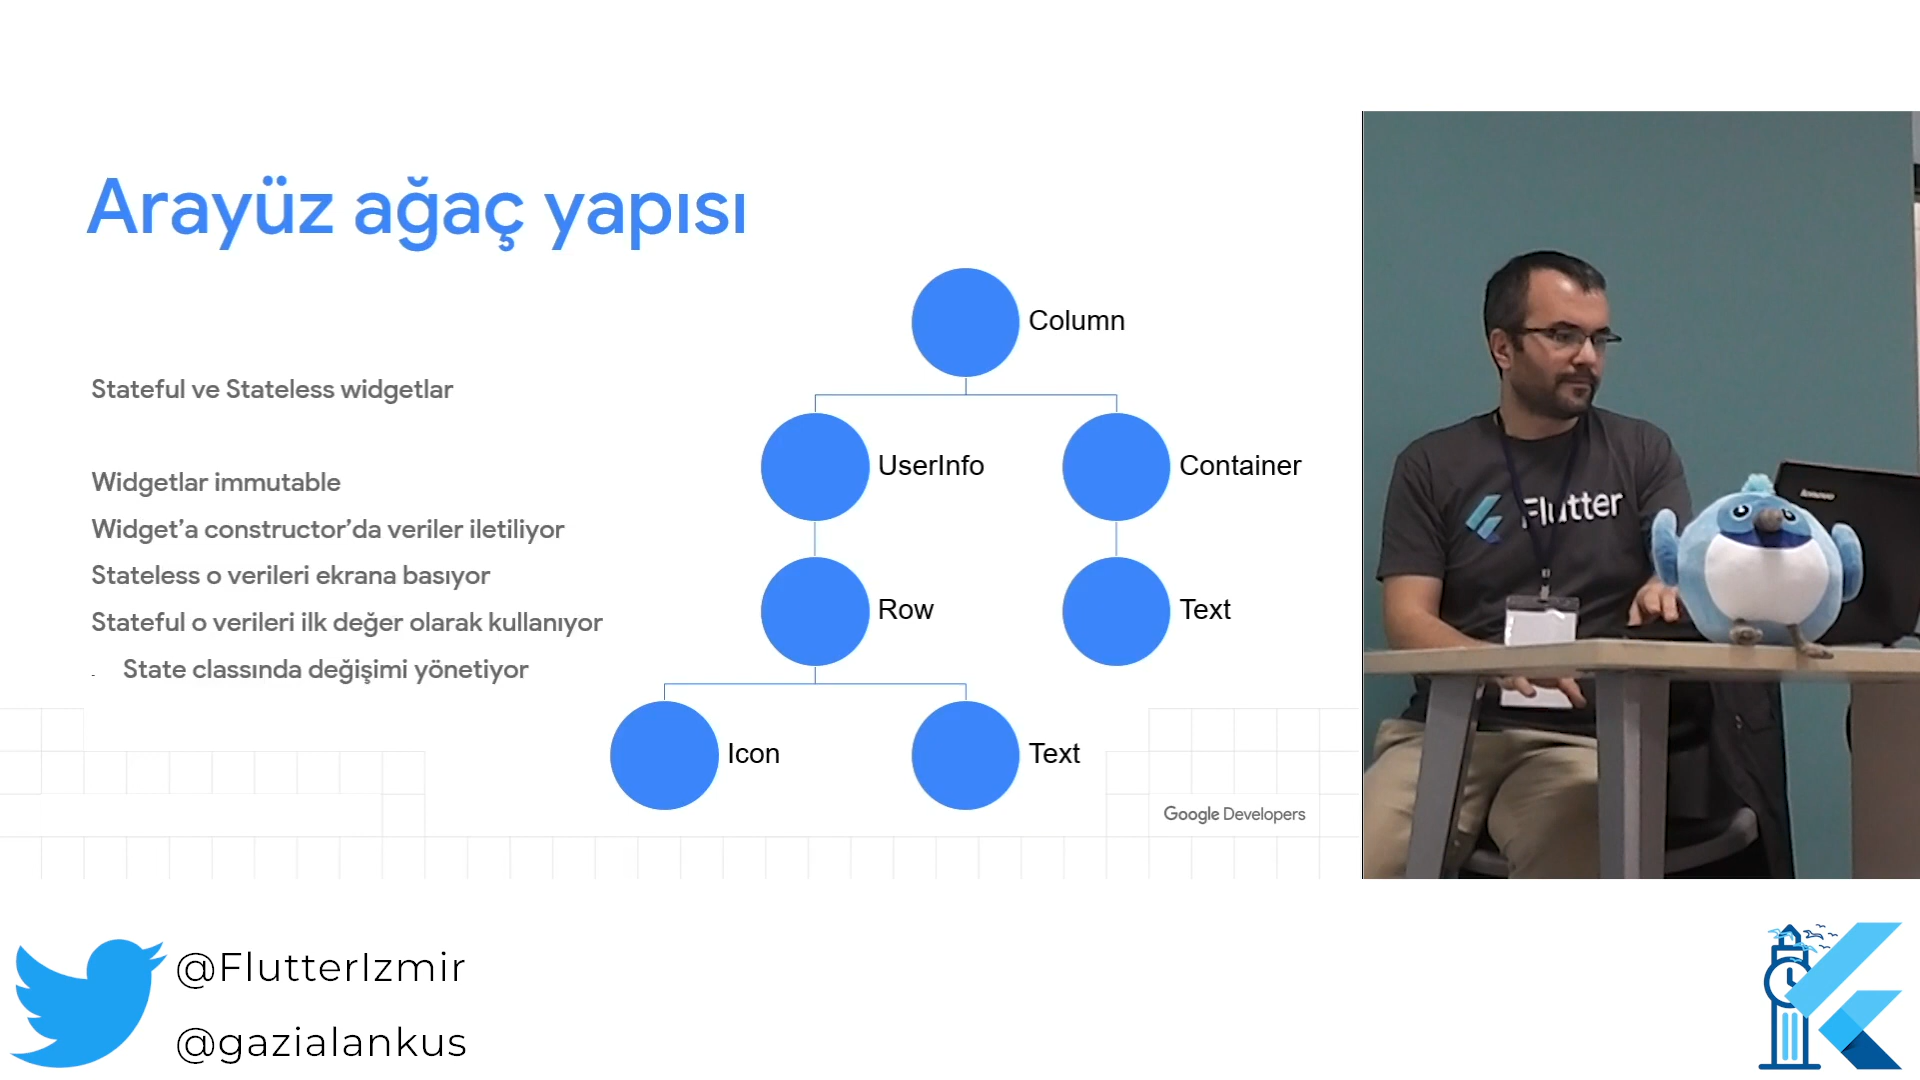 Arayüz ağaç yapısı
Stateful ve Stateless widgetlar
Widgetlar immutable
Widget’a constructor’da veriler iletiliyor
Stateless o verileri ekrana basıyor
Stateful o verileri ilk değer olarak kullanıyor
- State classında değişimi yönetiyor
Column
UserInfo
Container
Row
Text
Icon
Text
Google Developers
Flutter
lenovo
@FlutterIzmir
@gazialankus